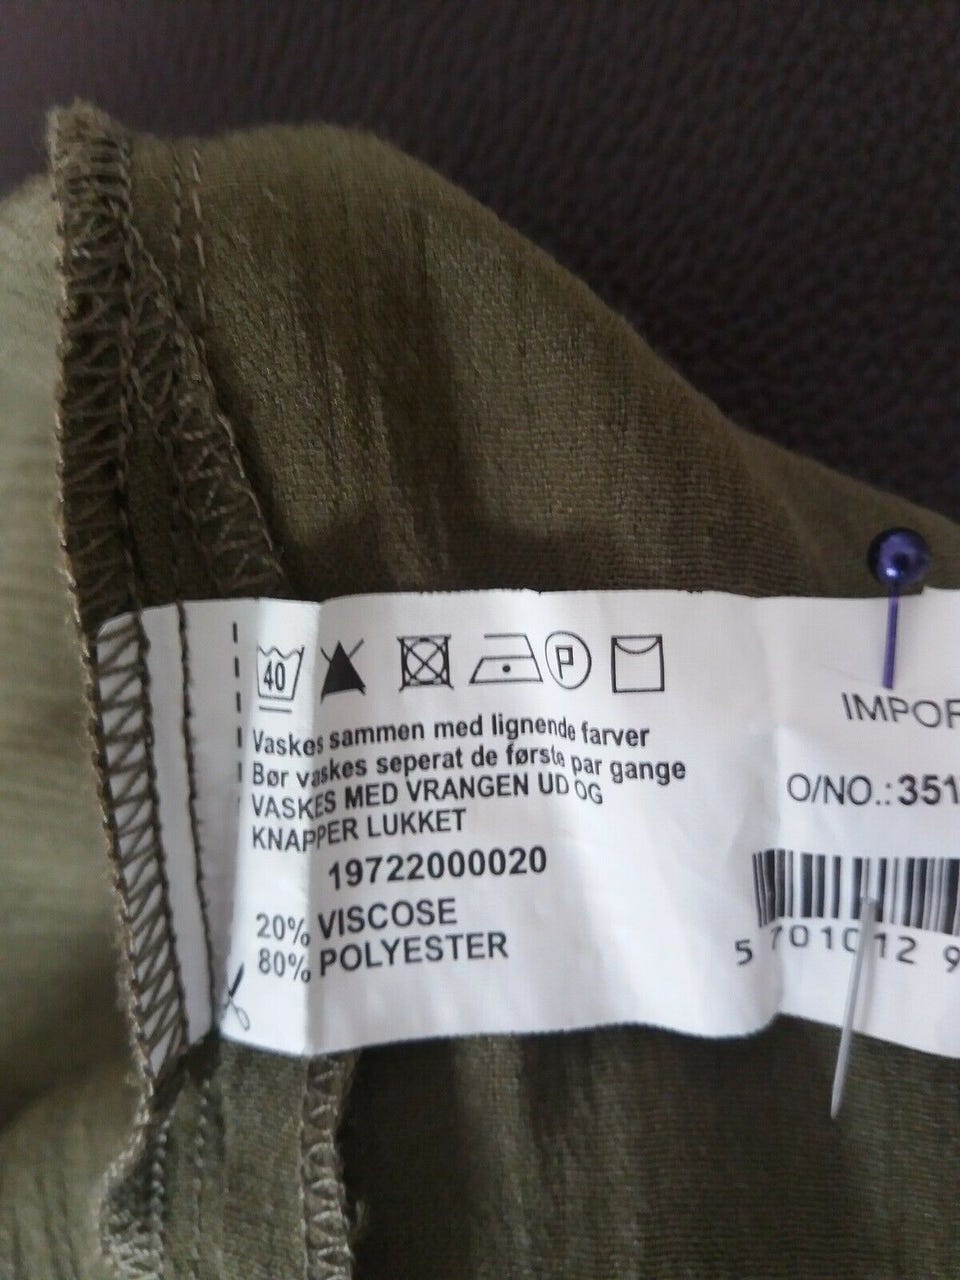 40
P
Vaskes sammen med lignende farver
Bør vaskes seperat de første par gange
VASKES MED VRANGEN UD OG
KNAPPER LUKKET
19722000020
20% VISCOSE
80% POLYESTER
IMPOR
O/NO.: 351
5 701012 9